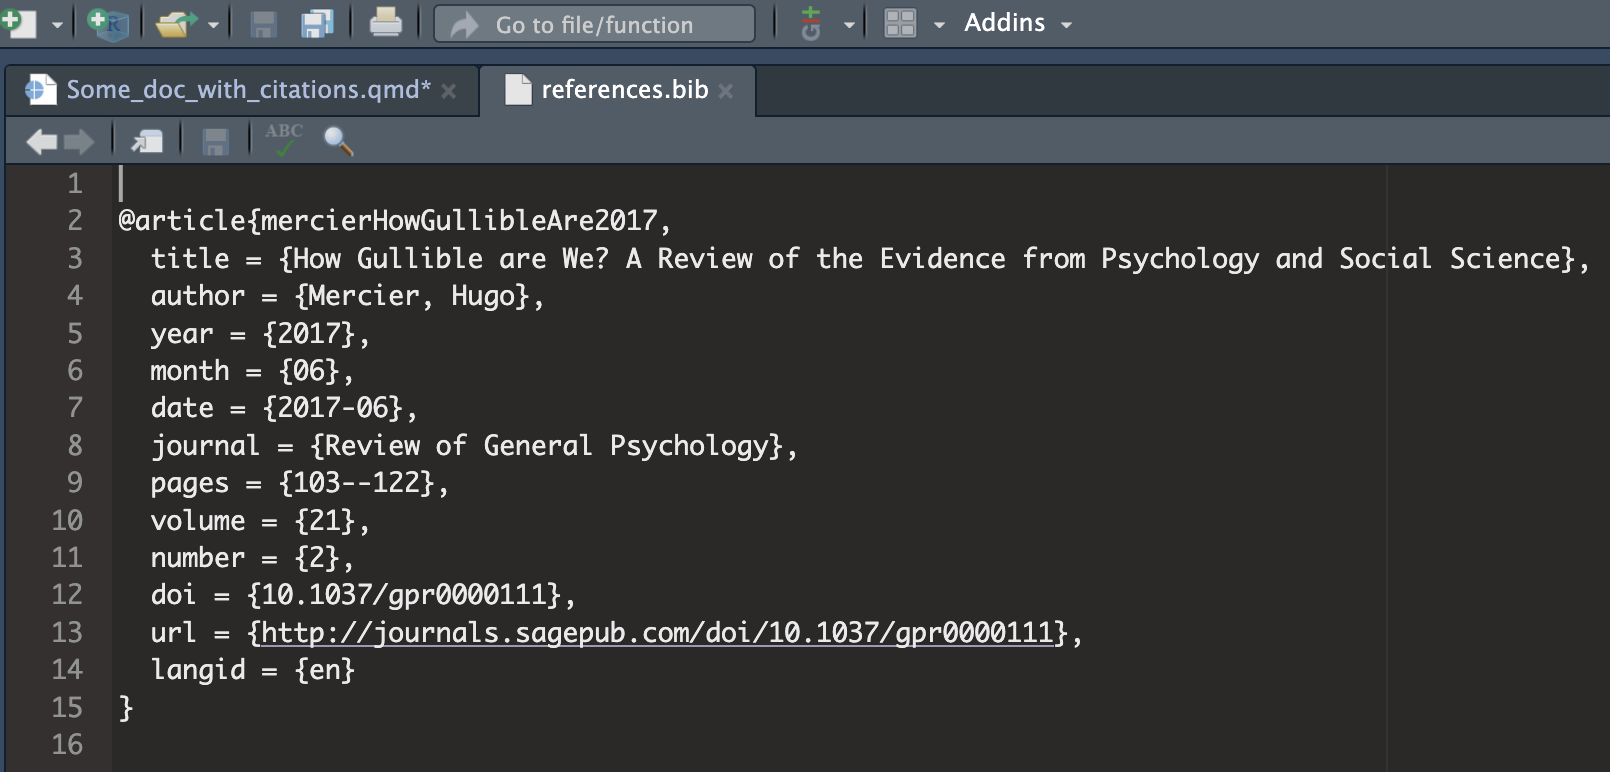 Go to file/function
Addins
Some_doc_with_citations.qmd*
references.bib
ABC
1
2 @article{mercierHowGullibleAre2017,
3 title = {How Gullible are We? A Review of the Evidence from Psychology and Social Science},
4 author = {Mercier, Hugo},
5 year = {2017},
6 month = {06},
7 date = {2017-06},
8 journal = {Review of General Psychology},
9 pages = {103--122},
10 volume = {21},
11 number = {2},
12 doi = {10.1037/gpr0000111},
13 url = {http://journals.sagepub.com/doi/10.1037/gpr0000111},
14 langid = {en}
15 }
16